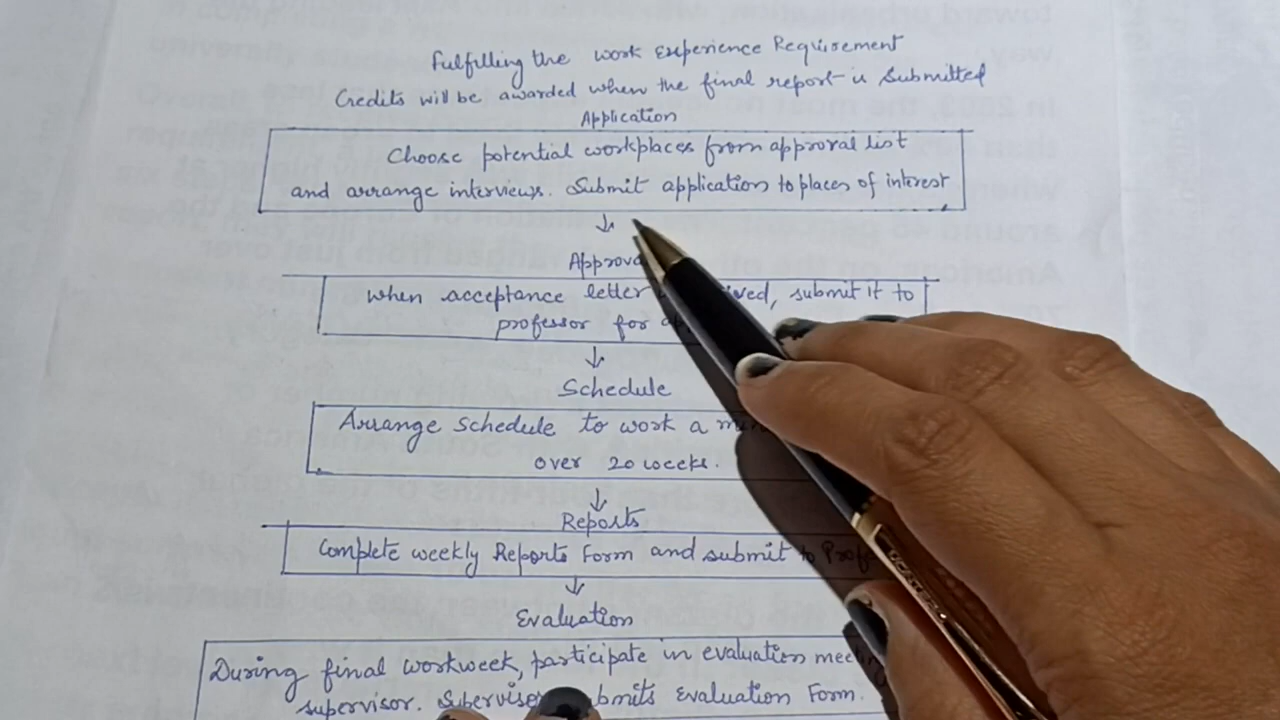 Fulfilling the work Experience Requirement
Credits will be awarded when the final report is Submitted
Application
Choose potential workplaces from approval list
and arrange interviews. Submit application to places of interest
When acceptance letter submit it to
professor for
Schedule
Arrange Schedule to work a
over 20 weeks.
Reports
Complete weekly Reports Form and submit to
Evaluation
During final workweek, participate in evaluation
supervisor. Evaluation Form.